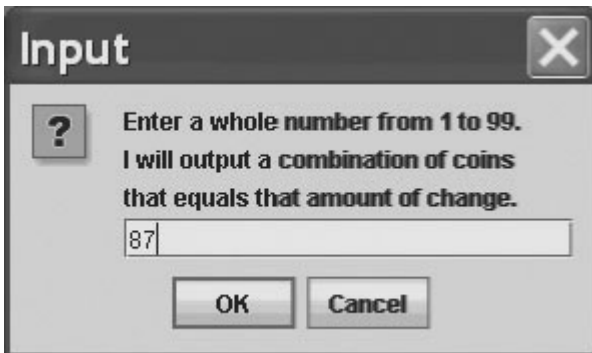 Input
?
Enter a whole number from 1 to 99.
I will output a combination of coins
that equals that amount of change.
87
OK Cancel